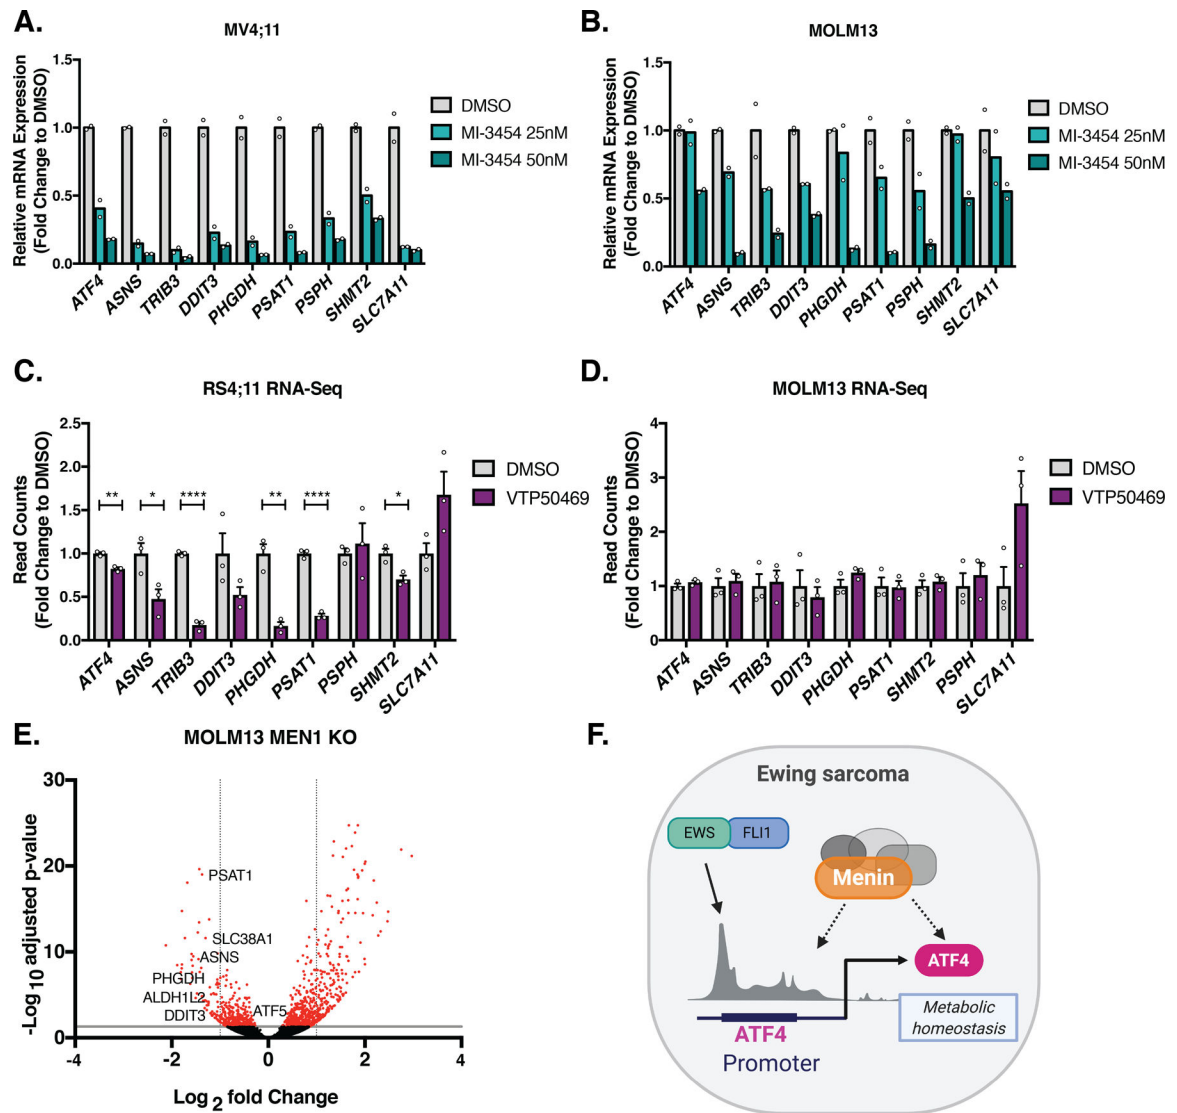 A.
MV4;11
Relative mRNA Expression
(Fold Change to DMSO)
1.5
1.0
0.5
0.0
ATF4
ASNS
TRIB3
DDIT3
PHGDH
PSAT1
PSPH
SHMT2
SLC7A11
DMSO
MI-3454 25nM
MI-3454 50nM
B.
MOLM13
Relative mRNA Expression
(Fold Change to DMSO)
1.5
1.0
0.5
0.0
ATF4
ASNS
TRIB3
DDIT3
PHGDH
PSAT1
PSPH
SHMT2
SLC7A11
DMSO
MI-3454 25nM
MI-3454 50nM
C.
RS4;11 RNA-Seq
Read Counts
(Fold Change to DMSO)
2.5
2.0
1.5
1.0
0.5
0.0
** * **** ** **** *
ATF4
ASNS
TRIB3
DDIT3
PHGDH
PSAT1
PSPH
SHMT2
SLC7A11
DMSO
VTP50469
D.
MOLM13 RNA-Seq
Read Counts
(Fold Change to DMSO)
4
3
2
1
0
ATF4
ASNS
TRIB3
DDIT3
PHGDH
PSAT1
SHMT2
PSPH
SLC7A11
DMSO
VTP50469
E.
MOLM13 MEN1 KO
-Log10 adjusted p-value
30
20
10
0
PSAT1
SLC38A1
ASNS
PHGDH
ALDH1L2
DDIT3
ATF5
-4 -2 0 2 4
Log2 fold Change
F.
Ewing sarcoma
EWS FLI1
Menin
ATF4
Metabolic
homeostasis
ATF4
Promoter